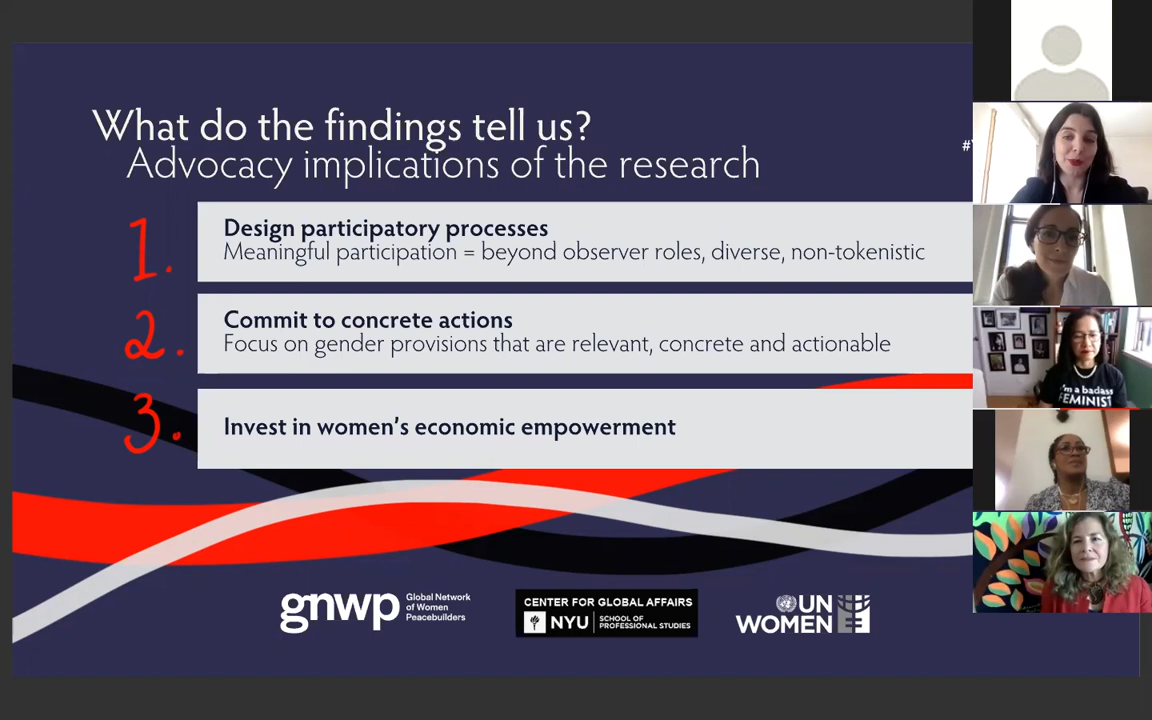 What do the findings tell us?
Advocacy implications of the research
1.
Design participatory processes
Meaningful participation = beyond observer roles, diverse, non-tokenistic
2.
Commit to concrete actions
Focus on gender provisions that are relevant, concrete and actionable
3.
Invest in women's economic empowerment
gnwp
Global Network
of Women
Peacebuilders
CENTER FOR GLOBAL AFFAIRS
NYU
SCHOOL OF
PROFESSIONAL STUDIES
UN
WOMEN
I'm a badass
FEMINIST